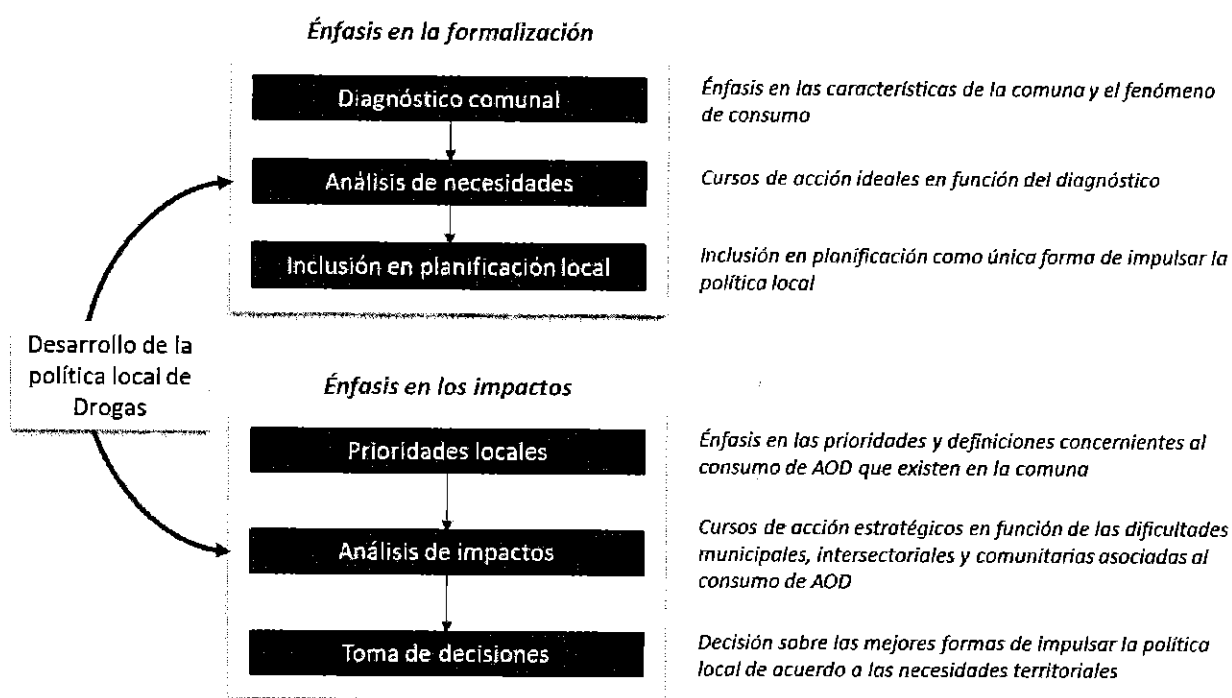 Énfasis en la formalización
Diagnóstico comunal
Énfasis en las características de la comuna y el fenómeno
de consumo
Análisis de necesidades
Cursos de acción ideales en función del diagnóstico
Inclusión en planificación local
Inclusión en planificación como única forma de impulsar la
política local
Desarrollo de la
política local de
Drogas
Énfasis en los impactos
Prioridades locales
Énfasis en las prioridades y definiciones concernientes al
consumo de AOD que existen en la comuna
Análisis de impactos
Cursos de acción estratégicos en función de las dificultades
municipales, intersectoriales y comunitarias asociadas al
consumo de AOD
Toma de decisiones
Decisión sobre las mejores formas de impulsar la política
local de acuerdo a las necesidades territoriales